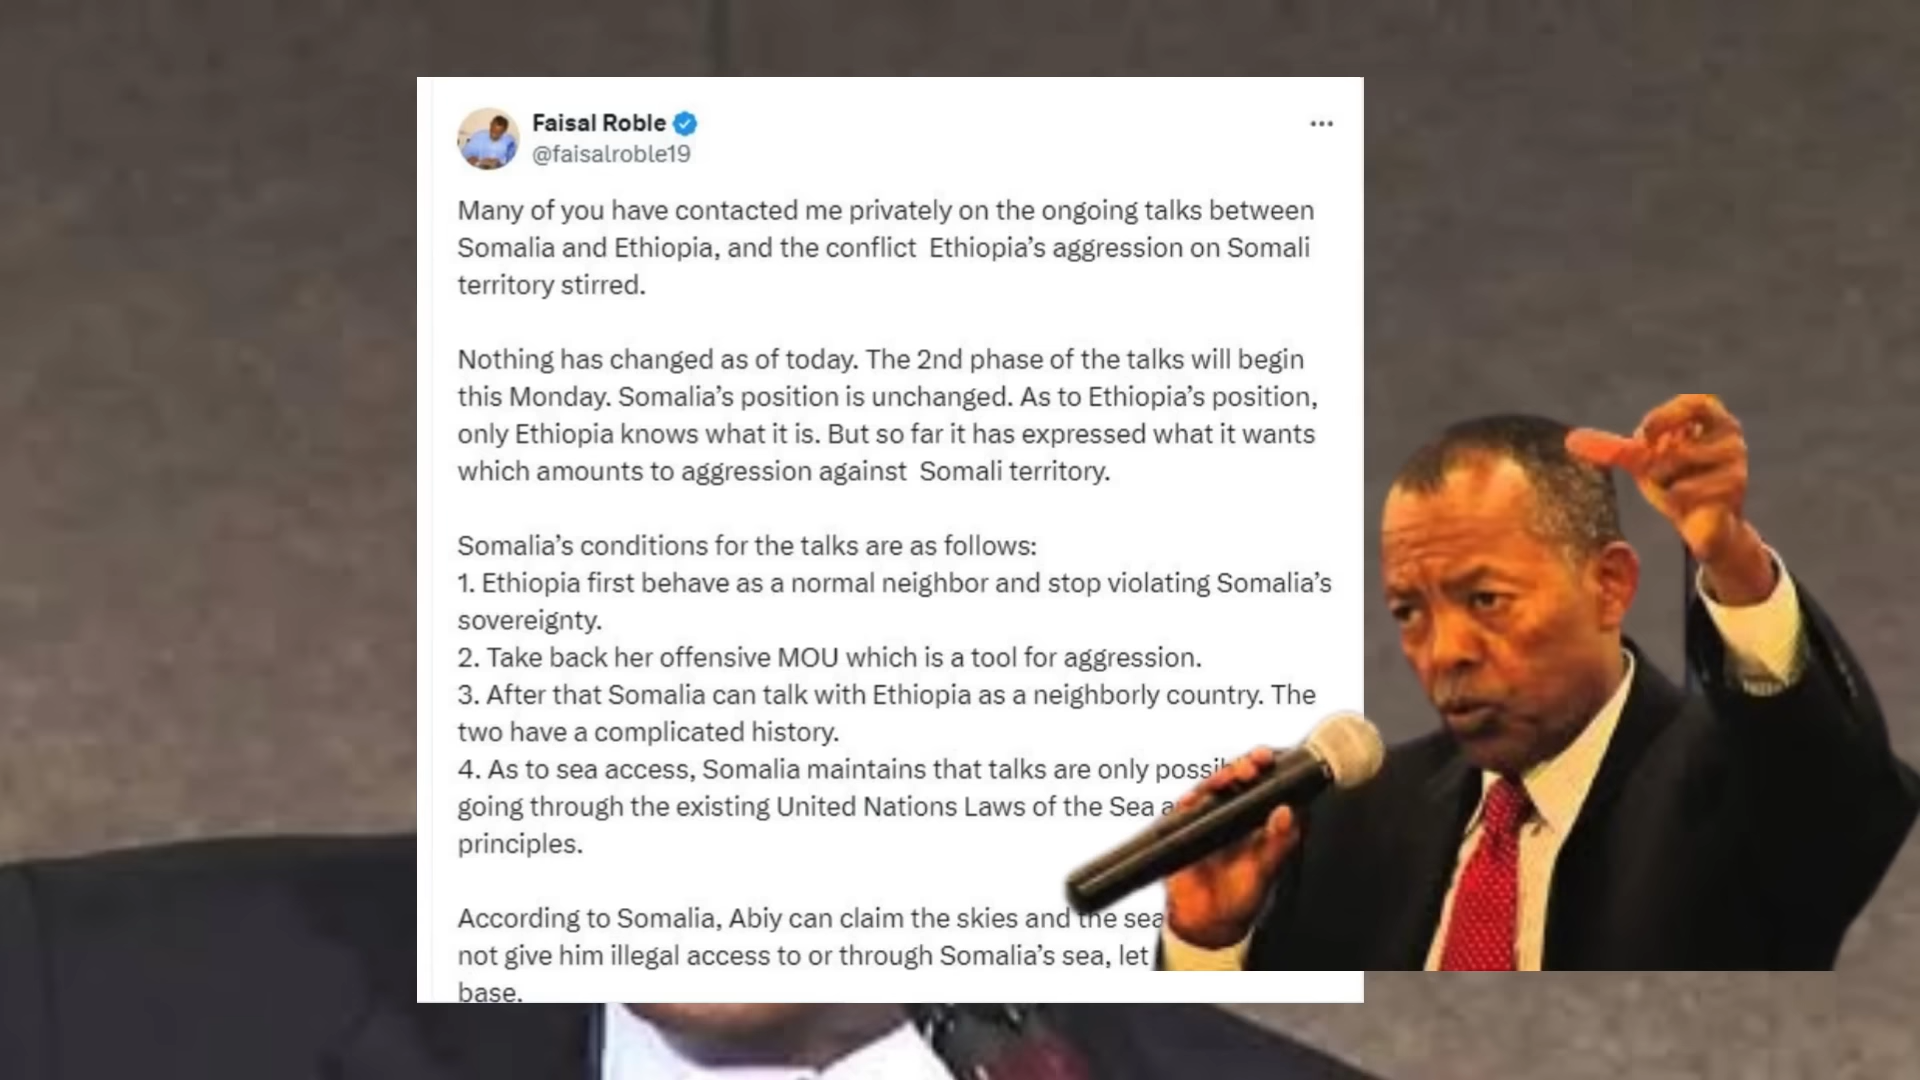 Faisal Roble
@faisalroble19
Many of you have contacted me privately on the ongoing talks between
Somalia and Ethiopia, and the conflict  Ethiopia’s aggression on Somali
territory stirred.
Nothing has changed as of today. The 2nd phase of the talks will begin
this Monday. Somalia’s position is unchanged. As to Ethiopia’s position,
only Ethiopia knows what it is. But so far it has expressed what it wants
which amounts to aggression against  Somali territory.
Somalia’s conditions for the talks are as follows:
1. Ethiopia first behave as a normal neighbor and stop violating Somalia’s
sovereignty.
2. Take back her offensive MOU which is a tool for aggression.
3. After that Somalia can talk with Ethiopia as a neighborly country. The
two have a complicated history.
4. As to sea access, Somalia maintains that talks are only
going through the existing United Nations Laws of the Sea
principles.
According to Somalia, Abiy can claim the skies and the
not give him illegal access to or through Somalia’s sea, let
base.